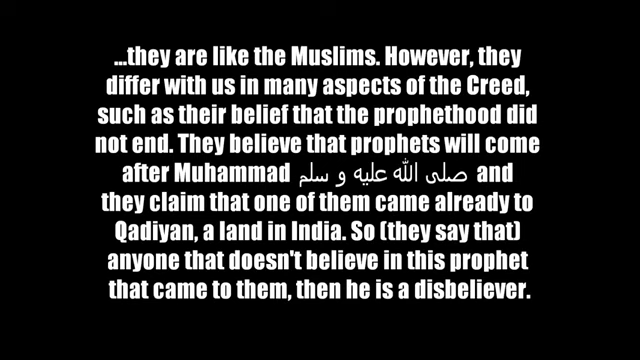 ...they are like the Muslims. However, they
differ with us in many aspects of the Creed,
such as their belief that the prophethood did
not end. They believe that prophets will come
after Muhammad صلى الله عليه و سلم and
they claim that one of them came already to
Qadiyan, a land in India. So (they say that)
anyone that doesn't believe in this prophet
that came to them, then he is a disbeliever.